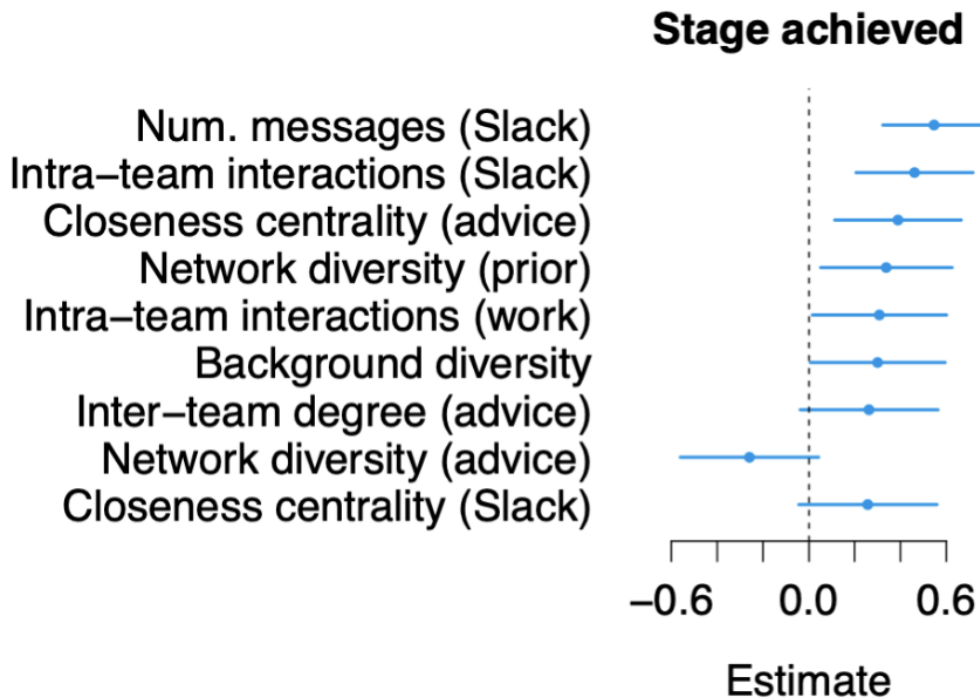 Stage achieved
Num. messages (Slack)
Intra−team interactions (Slack)
Closeness centrality (advice)
Network diversity (prior)
Intra−team interactions (work)
Background diversity
Inter−team degree (advice)
Network diversity (advice)
Closeness centrality (Slack)
−0.6 0.0 0.6
Estimate